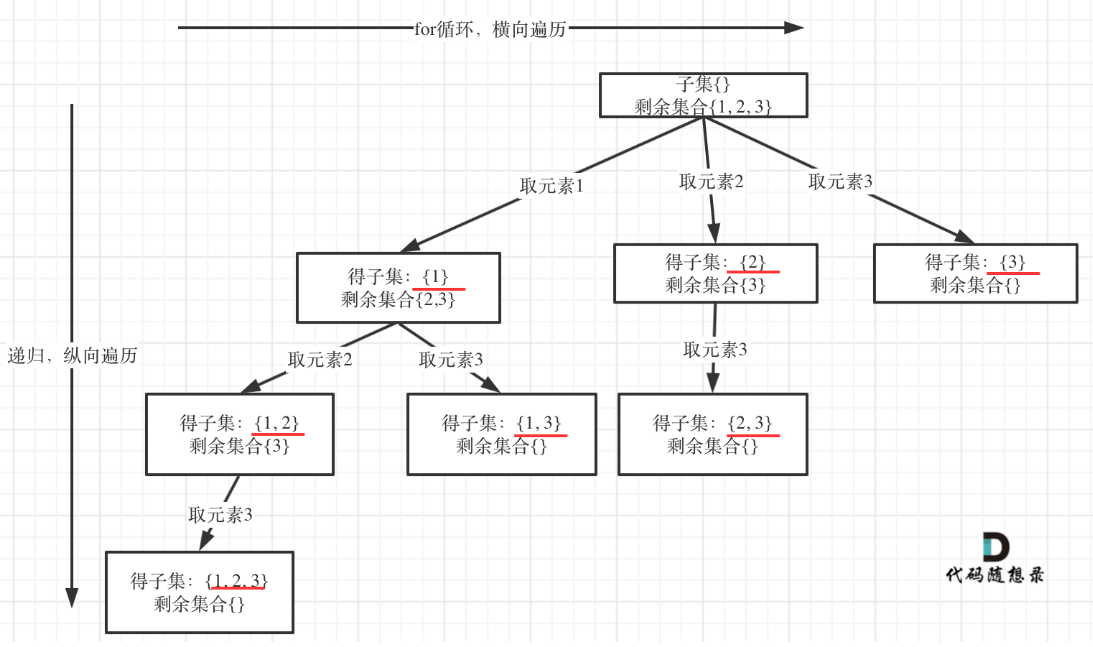 for循环，横向遍历
子集{}
剩余集合{1, 2, 3}
取元素1
取元素2
取元素3
得子集：{1}
剩余集合{2,3}
得子集：{2}
剩余集合{3}
得子集：{3}
剩余集合{}
递归，纵向遍历
取元素2
取元素3
取元素3
得子集：{1, 2}
剩余集合{3}
得子集：{1, 3}
剩余集合{}
得子集：{2, 3}
剩余集合{}
取元素3
得子集：{1, 2, 3}
剩余集合{}
D
代码随想录